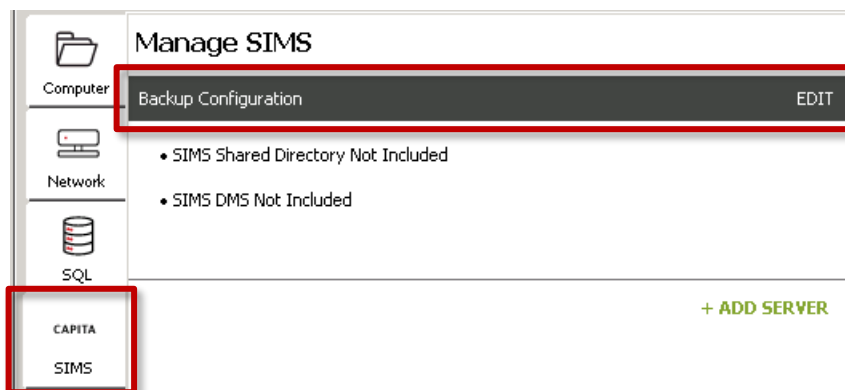 Manage SIMS
Computer
Backup Configuration EDIT
• SIMS Shared Directory Not Included
Network
• SIMS DMS Not Included
SQL
+ ADD SERVER
CAPITA
SIMS